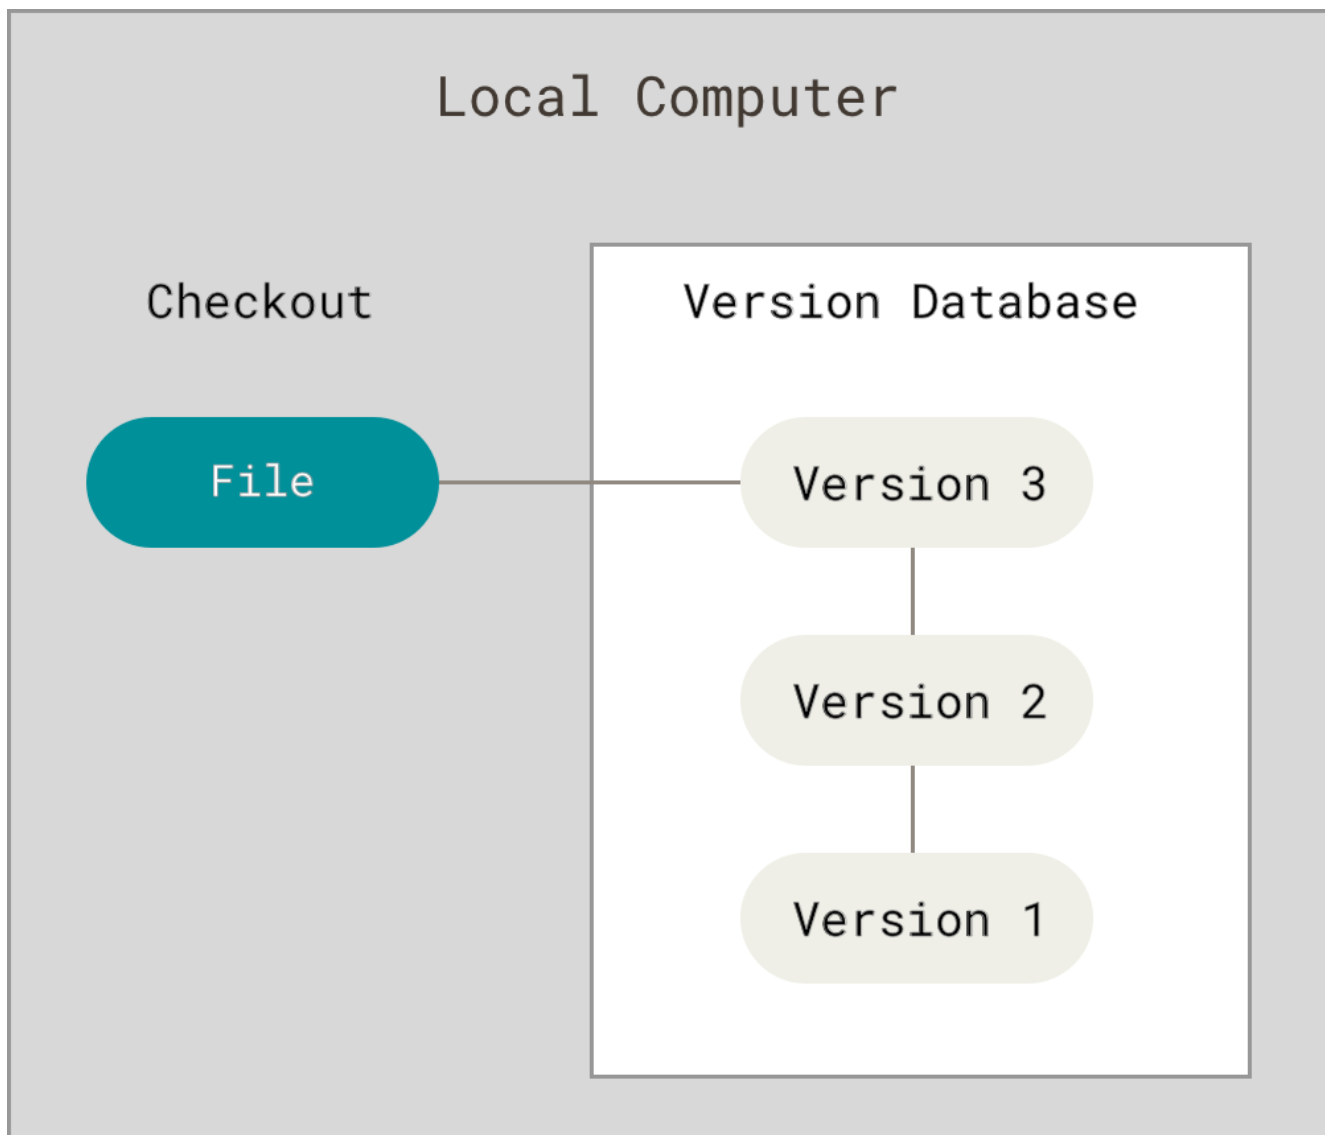 Local Computer
Checkout
Version Database
File
Version 3
Version 2
Version 1